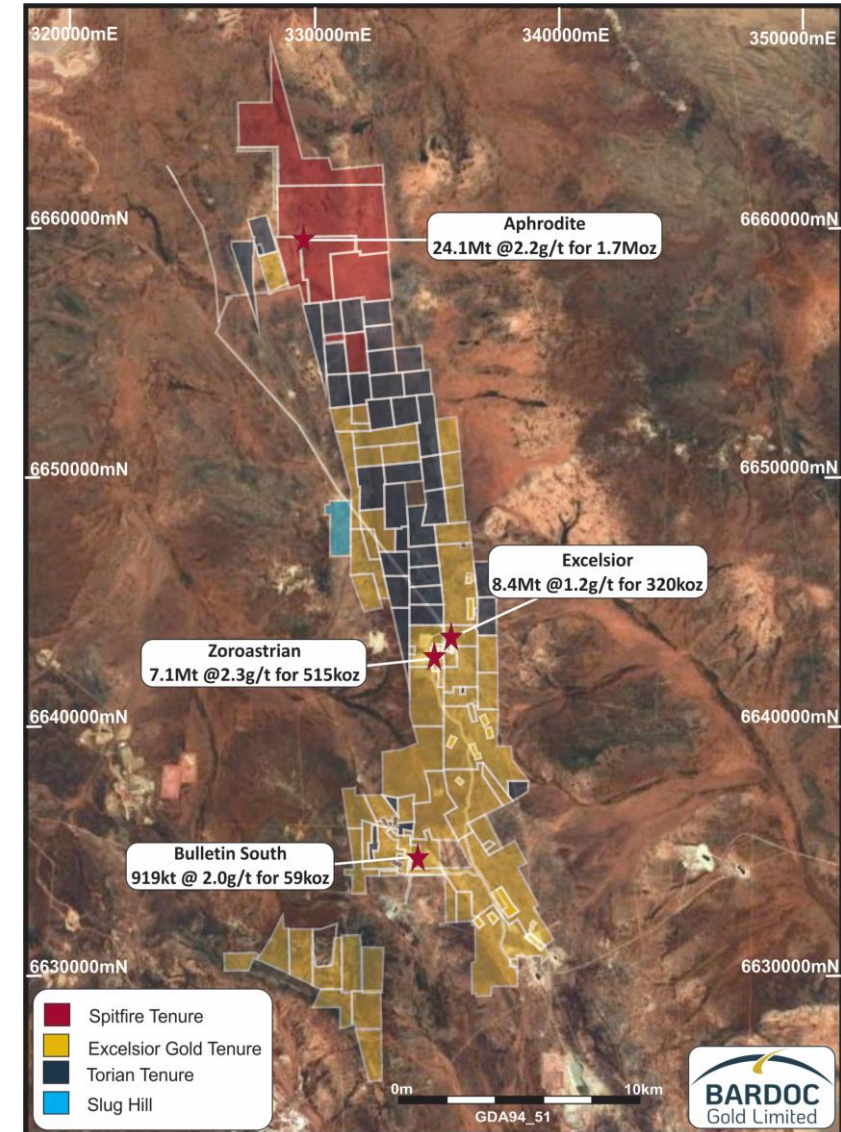 320000mE
330000mE
340000mE
350000mE
6660000mN
6660000mN
Aphrodite
24.1Mt @2.2g/t for 1.7Moz
6650000mN
6650000mN
Excelsior
8.4Mt @1.2g/t for 320koz
Zoroastrian
7.1Mt @2.3g/t for 515koz
6640000mN
6640000mN
Bulletin South
919kt @ 2.0g/t for 59koz
6630000mN
6630000mN
Spitfire Tenure
Excelsior Gold Tenure
Torian Tenure
Slug Hill
0m
10km
GDA94_51
BARDOC
Gold Limited